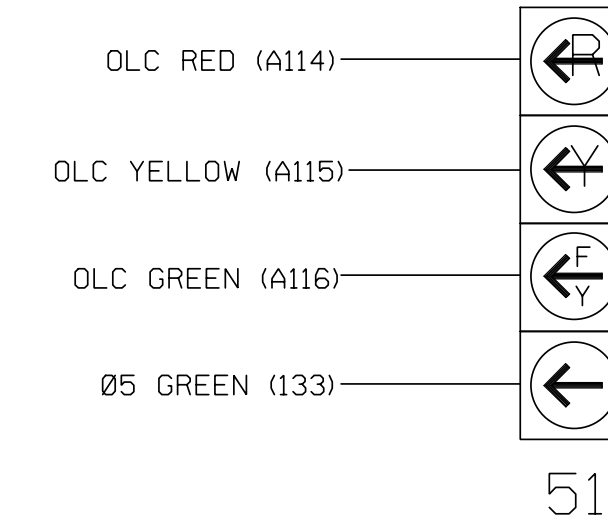 OLC RED (A114)
R
OLC YELLOW (A115)
Y
OLC GREEN (A116)
F
Y
Ø5 GREEN (133)
51